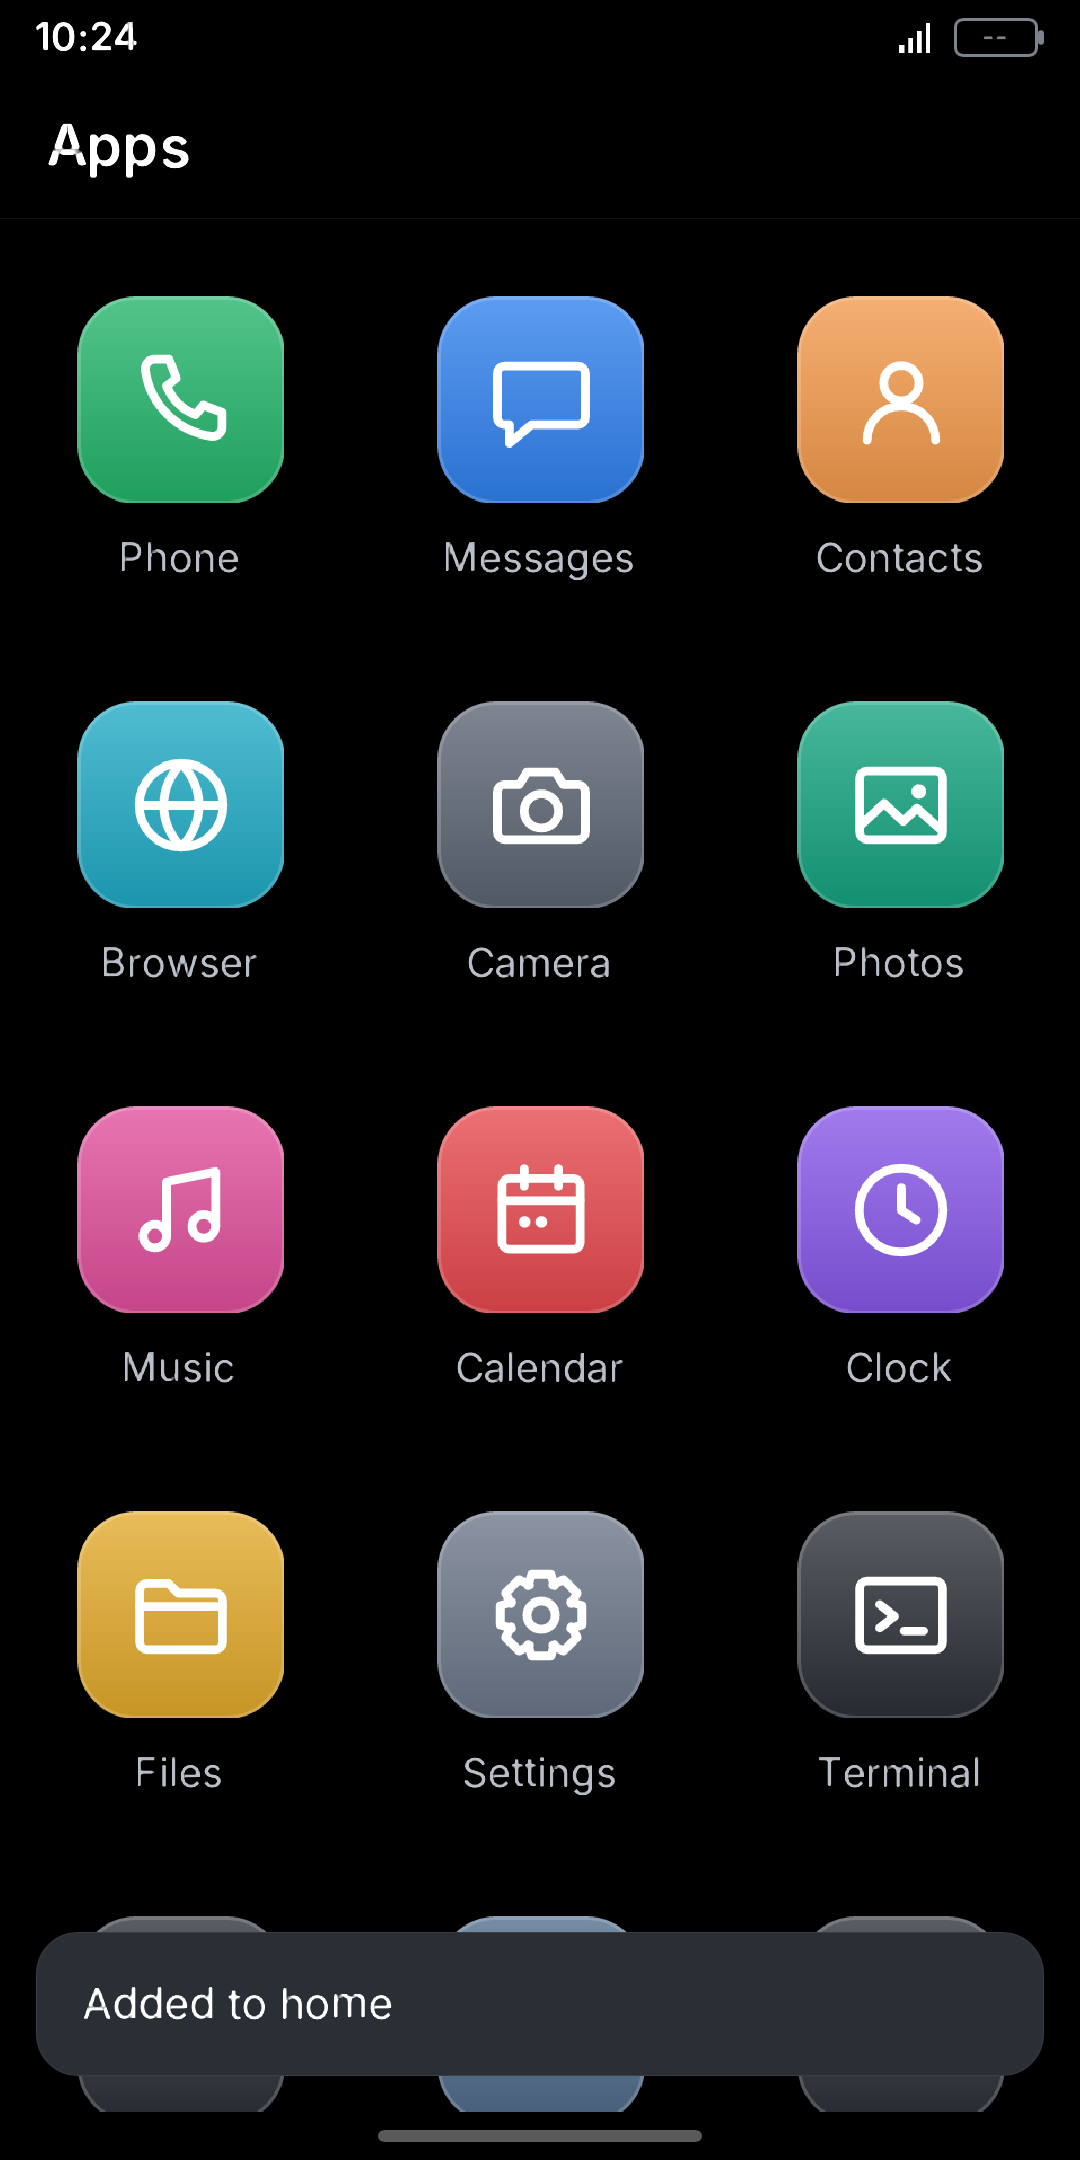 10:24
--
Apps
Phone
Messages
Contacts
Browser
Camera
Photos
Music
Calendar
Clock
Files
Settings
Terminal
Added to home